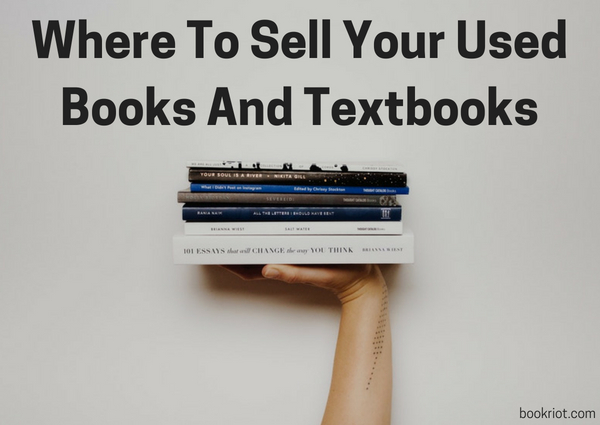 Where To Sell Your Used
Books And Textbooks
YOUR SOUL IS A RIVER • NIKITA GILL
What I Didn't Post on Instagram Edited by Chrissy Stockton
RANIA NAIM ALL THE LETTERS I SHOULD HAVE SENT
BRIANNA WIEST SALT WATER
101 ESSAYS that will CHANGE the way YOU THINK BRIANNA WIEST
bookriot.com